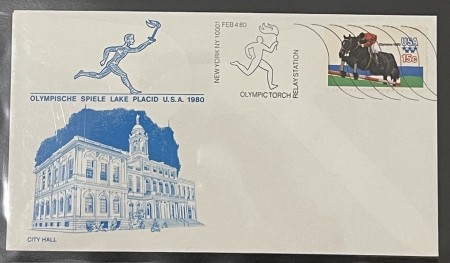 OLYMPISCHE SPIELE LAKE PLACID U.S.A. 1980
CITY HALL
NEW YORK NY 10001
FEB 4 80
OLYMPIC TORCH
RELAY STATION
USA
15c